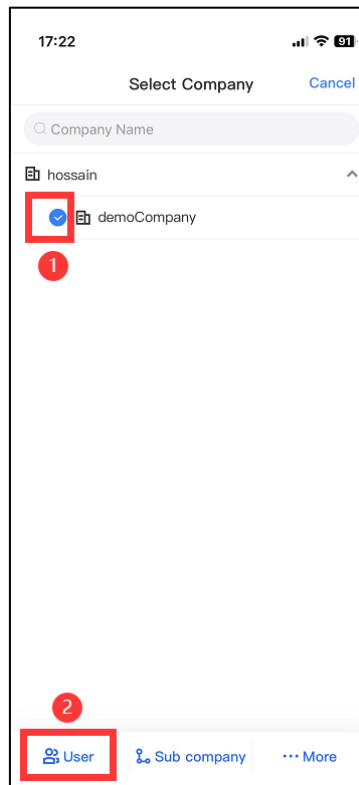 17:22 91
Select Company Cancel
Company Name
hossain
demoCompany
1
2
User Sub company More